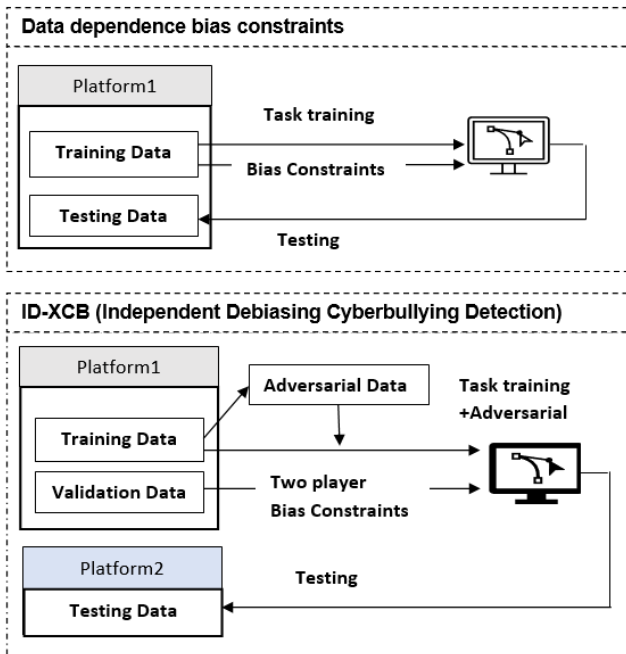 Data dependence bias constraints
Platform1
Task training
Training Data
Bias Constraints
Testing Data
Testing
ID-XCB (Independent Debiasing Cyberbullying Detection)
Platform1
Adversarial Data
Task training
+Adversarial
Training Data
Validation Data
Two player
Bias Constraints
Platform2
Testing
Testing Data